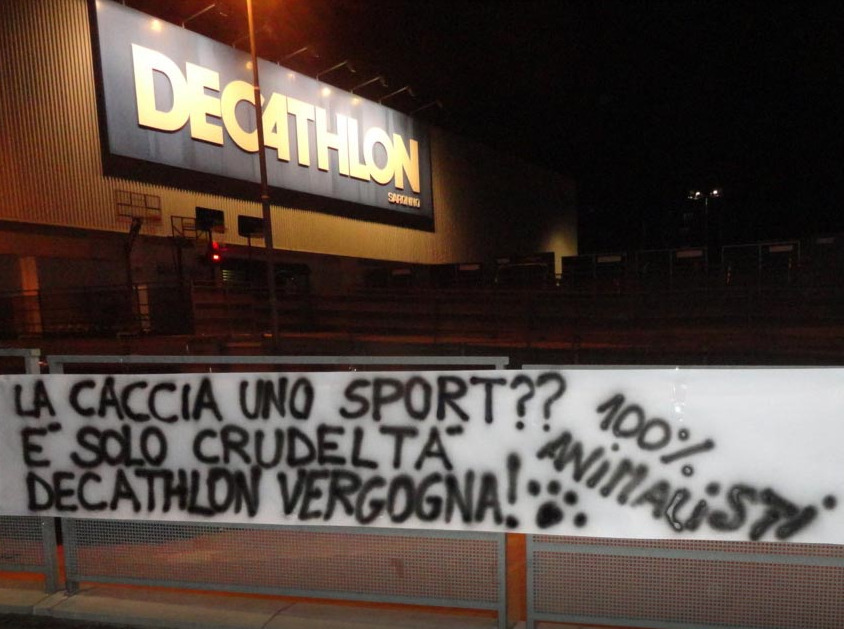 DECATHLON
SARONNO
LA CACCIA UNO SPORT??
E' SOLO CRUDELTA'
DECATHLON VERGOGNA!
100%
ANiMALiSTi